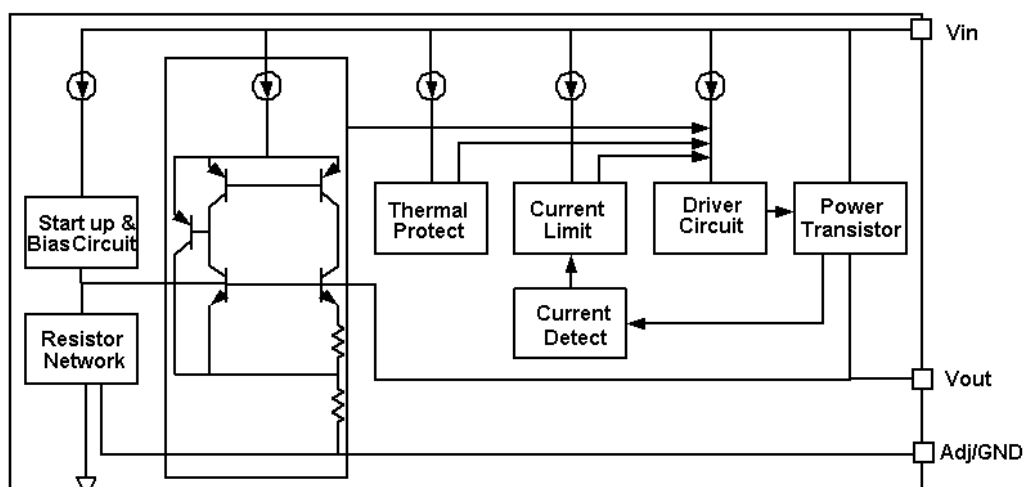 Vin
Start up &
Bias Circuit
Thermal
Protect
Current
Limit
Driver
Circuit
Power
Transistor
Resistor
Network
Current
Detect
Vout
Adj/GND